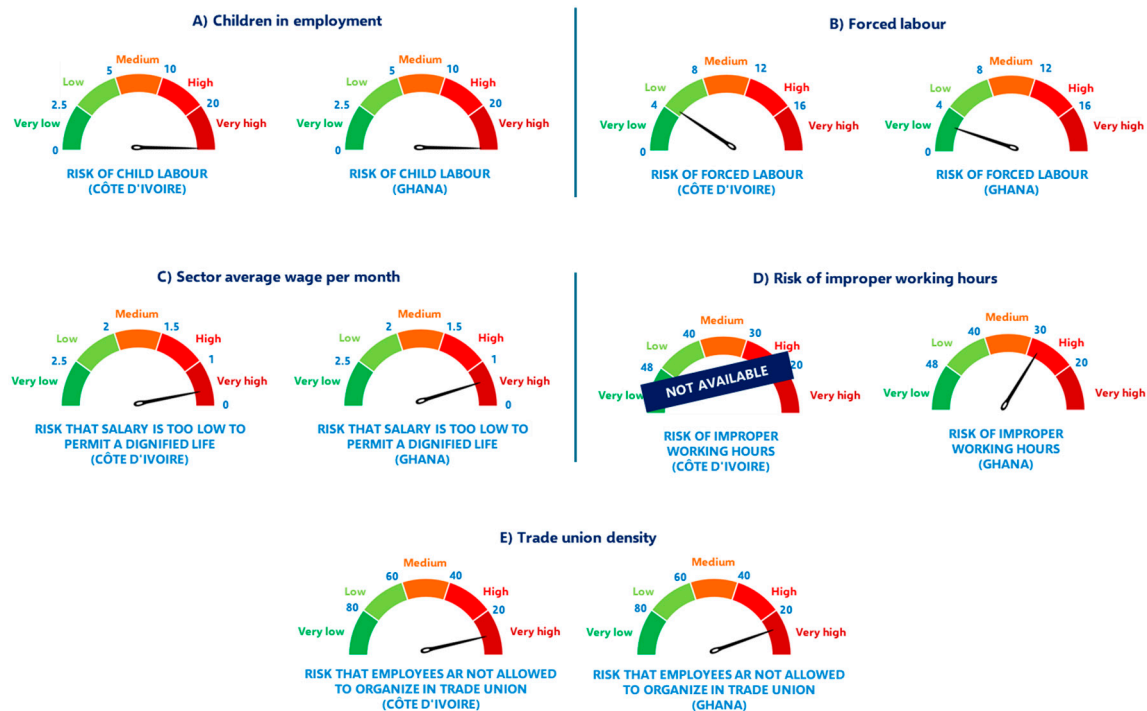 A) Children in employment
Medium
5
10
Low
High
2.5
20
Very low
Very high
0
RISK OF CHILD LABOUR
(CÔTE D'IVOIRE)
Medium
5
10
Low
High
2.5
20
Very low
Very high
0
RISK OF CHILD LABOUR
(GHANA)
B) Forced labour
Medium
8
12
Low
High
4
16
Very low
Very high
0
RISK OF FORCED LABOUR
(CÔTE D'IVOIRE)
Medium
8
12
Low
High
4
16
Very low
Very high
0
RISK OF FORCED LABOUR
(GHANA)
C) Sector average wage per month
Medium
2
1.5
Low
High
2.5
1
Very low
Very high
0
RISK THAT SALARY IS TOO LOW TO
PERMIT A DIGNIFIED LIFE
(CÔTE D'IVOIRE)
Medium
2
1.5
Low
High
2.5
1
Very low
Very high
0
RISK THAT SALARY IS TOO LOW TO
PERMIT A DIGNIFIED LIFE
(GHANA)
D) Risk of improper working hours
Medium
40
30
Low
High
48
20
NOT AVAILABLE
Very low
Very high
RISK OF IMPROPER
WORKING HOURS
(CÔTE D'IVOIRE)
Medium
40
30
Low
High
48
20
Very low
Very high
RISK OF IMPROPER
WORKING HOURS
(GHANA)
E) Trade union density
Medium
60
40
Low
High
80
20
Very low
Very high
RISK THAT EMPLOYEES AR NOT ALLOWED
TO ORGANIZE IN TRADE UNION
(CÔTE D'IVOIRE)
Medium
60
40
Low
High
80
20
Very low
Very high
RISK THAT EMPLOYEES AR NOT ALLOWED
TO ORGANIZE IN TRADE UNION
(GHANA)